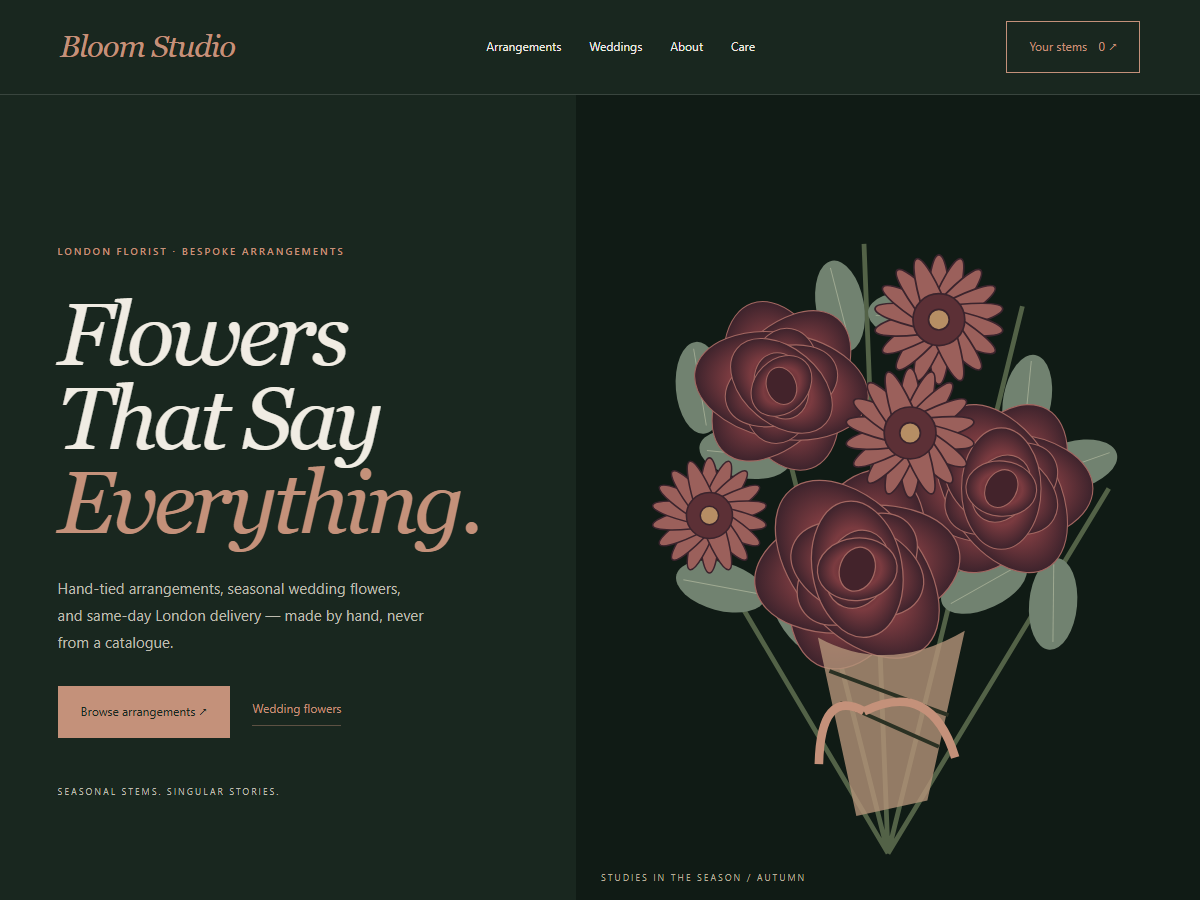 Bloom Studio
Arrangements Weddings About Care
Your stems 0 ↗
LONDON FLORIST · BESPOKE ARRANGEMENTS
Flowers
That Say
Everything.
Hand-tied arrangements, seasonal wedding flowers,
and same-day London delivery — made by hand, never
from a catalogue.
Browse arrangements ↗
Wedding flowers
SEASONAL STEMS. SINGULAR STORIES.
STUDIES IN THE SEASON / AUTUMN